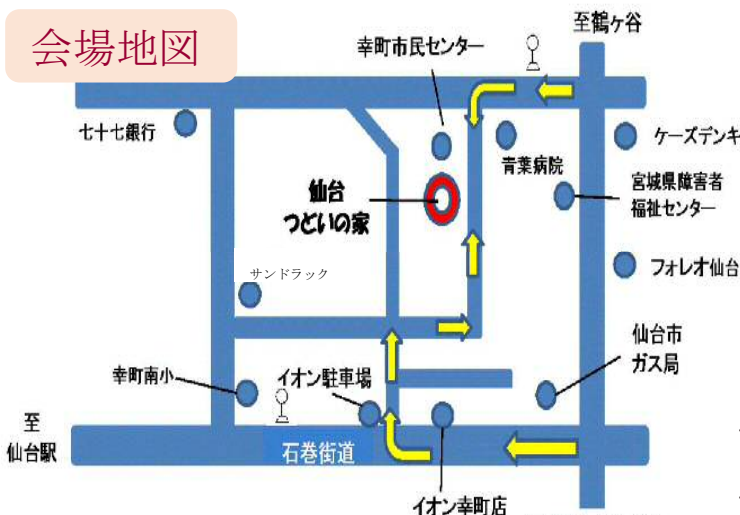 会場地図
至鶴ヶ谷
幸町市民センター
七十七銀行
ケーズデンキ
青葉病院
宮城県障害者
福祉センター
仙台
つどいの家
フォレオ仙台
サンドラック
仙台市
ガス局
幸町南小
イオン駐車場
至
仙台駅
石巻街道
イオン幸町店